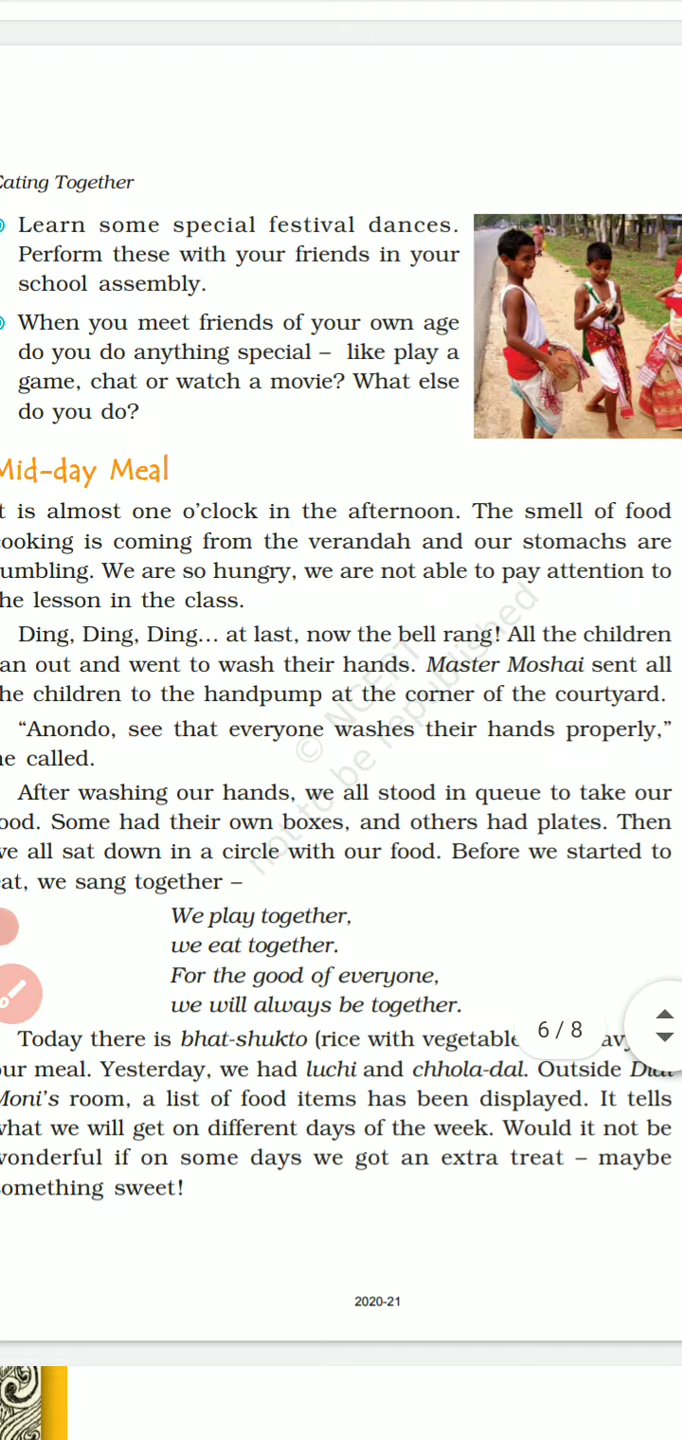 Eating Together
Learn some special festival dances.
Perform these with your friends in your
school assembly.
When you meet friends of your own age
do you do anything special – like play a
game, chat or watch a movie? What else
do you do?
Mid-day Meal
t is almost one o’clock in the afternoon. The smell of food
cooking is coming from the verandah and our stomachs are
umbling. We are so hungry, we are not able to pay attention to
he lesson in the class.
Ding, Ding, Ding... at last, now the bell rang! All the children
an out and went to wash their hands. Master Moshai sent all
he children to the handpump at the corner of the courtyard.
“Anondo, see that everyone washes their hands properly,”
he called.
After washing our hands, we all stood in queue to take our
ood. Some had their own boxes, and others had plates. Then
we all sat down in a circle with our food. Before we started to
eat, we sang together –
We play together,
we eat together.
For the good of everyone,
we will always be together.
Today there is bhat-shukto (rice with vegetable
6 / 8
our meal. Yesterday, we had luchi and chhola-dal. Outside Didi
Moni’s room, a list of food items has been displayed. It tells
what we will get on different days of the week. Would it not be
wonderful if on some days we got an extra treat – maybe
something sweet!
© NCERT
not to be republished
2020-21